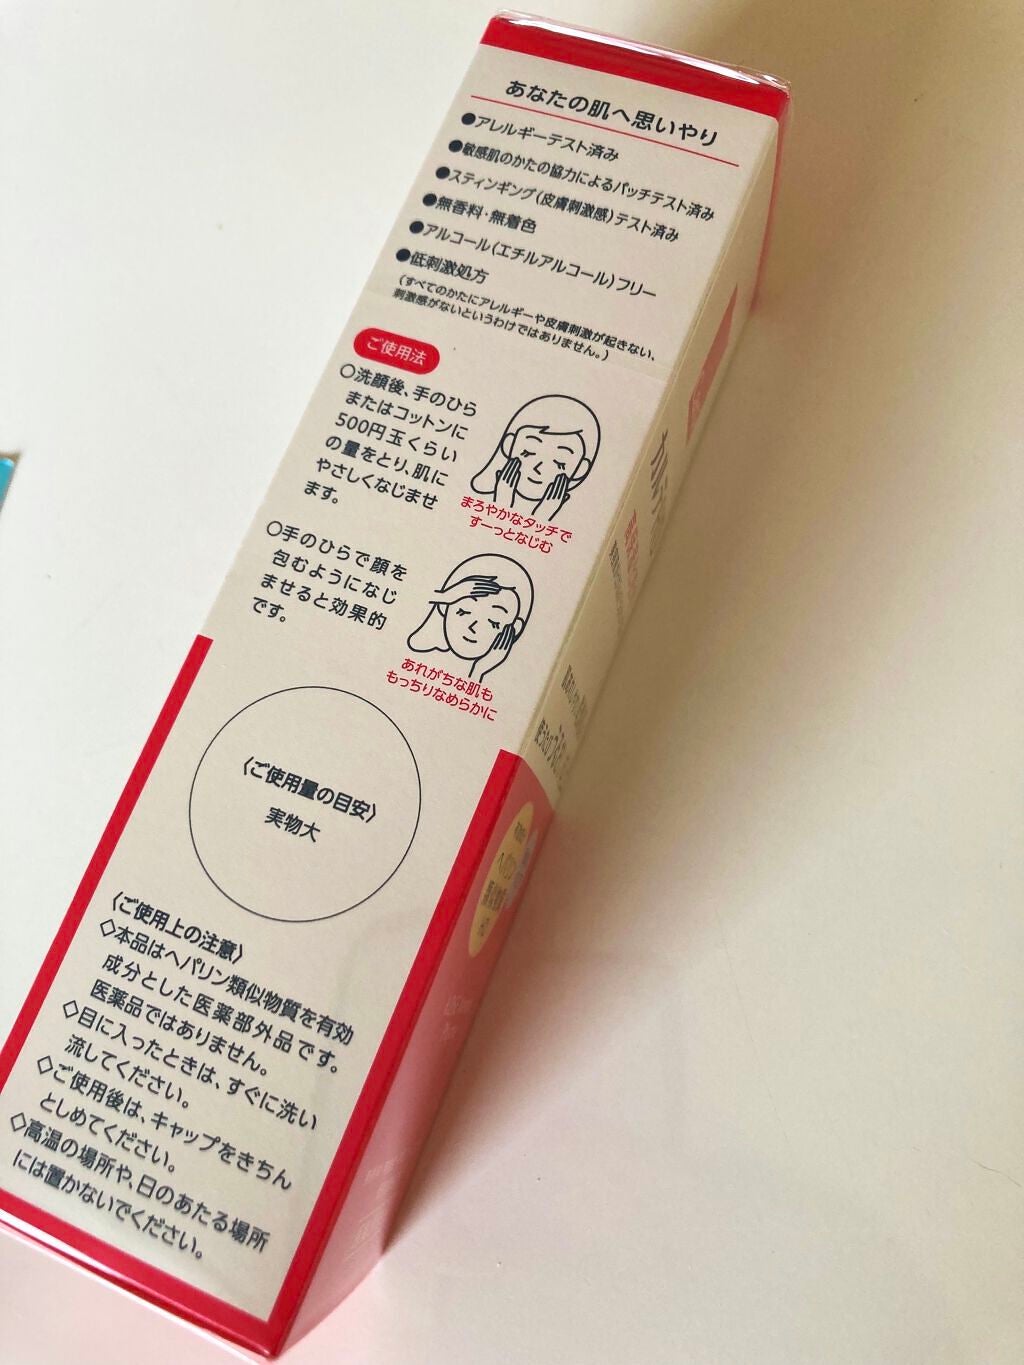 あなたの肌へ思いやり
●アレルギーテスト済み
●敏感肌のかたの協力によるパッチテスト済み
●スティンギング(皮膚刺激感)テスト済み
●無香料・無着色
●アルコール(エチルアルコール)フリー
●低刺激処方
(すべてのかたにアレルギーや皮膚刺激が起きない、
刺激感がないというわけではありません。)
ご使用法
○洗顔後、手のひら
またはコットンに
500円玉くらい
の量をとり、肌に
やさしくなじませ
ます。
まろやかなタッチで
すーっとなじむ
○手のひらで顔を
包むようになじ
ませると効果的
です。
あれがちな肌も
もっちりなめらかに
〈ご使用量の目安〉
実物大
〈ご使用上の注意〉
◇本品はヘパリン類似物質を有効
成分とした医薬部外品です。
医薬品ではありません。
◇目に入ったときは、すぐに洗い
流してください。
◇ご使用後は、キャップをきちん
としめてください。
◇高温の場所や、日のあたる場所
には置かないでください。